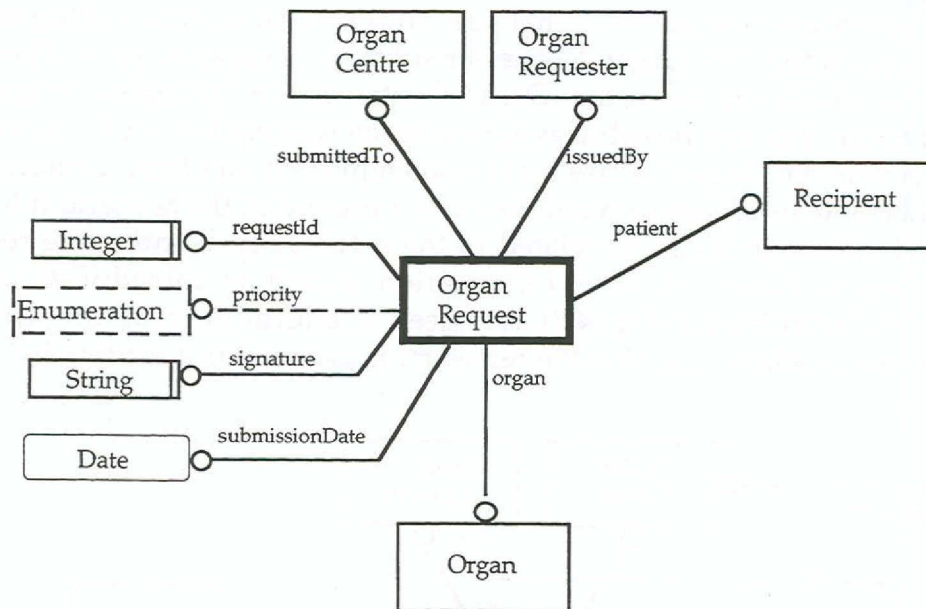 Organ
Centre
Organ
Requester
submittedTo
issuedBy
Recipient
patient
Integer
requestId
Organ
Request
Enumeration
priority
String
signature
organ
Date
submissionDate
Organ